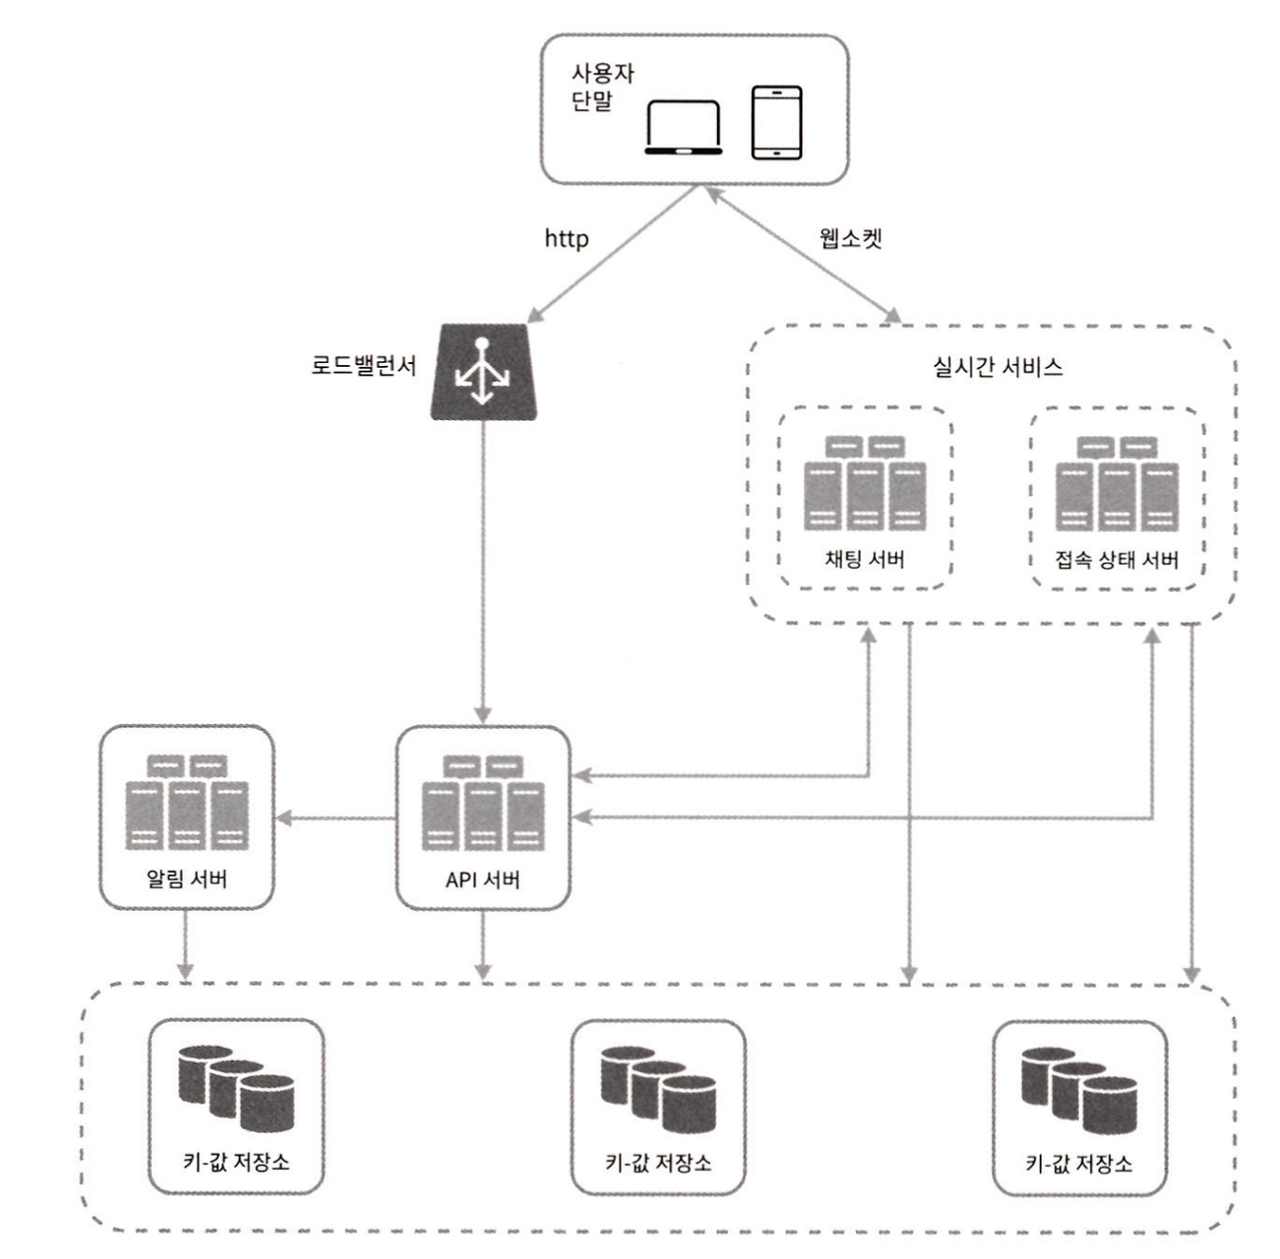 사용자
단말
http
웹소켓
로드밸런서
실시간 서비스
채팅 서버
접속 상태 서버
알림 서버
API 서버
키-값 저장소
키-값 저장소
키-값 저장소